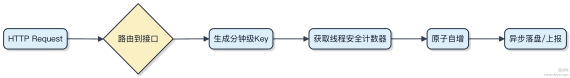 HTTP Request
路由到接口
生成分钟级Key
获取线程安全计数器
原子自增
异步落盘/上报